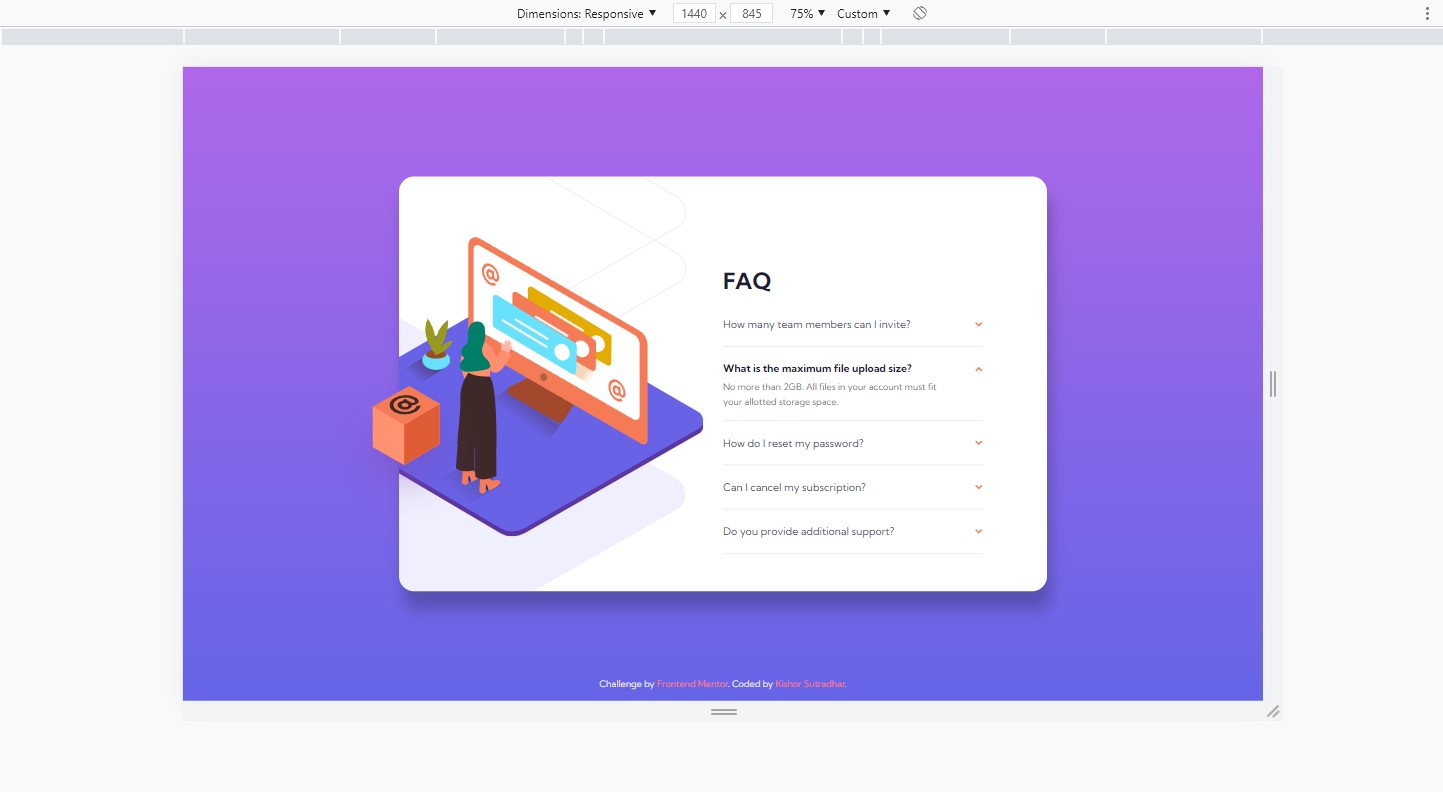 Dimensions: Responsive 1440 × 845 75% Custom
@
FAQ
How many team members can I invite?
What is the maximum file upload size?
No more than 2GB. All files in your account must fit
your allotted storage space.
@
@
How do I reset my password?
Can I cancel my subscription?
Do you provide additional support?
Challenge by Frontend Mentor. Coded by Kishor Sutradhar.